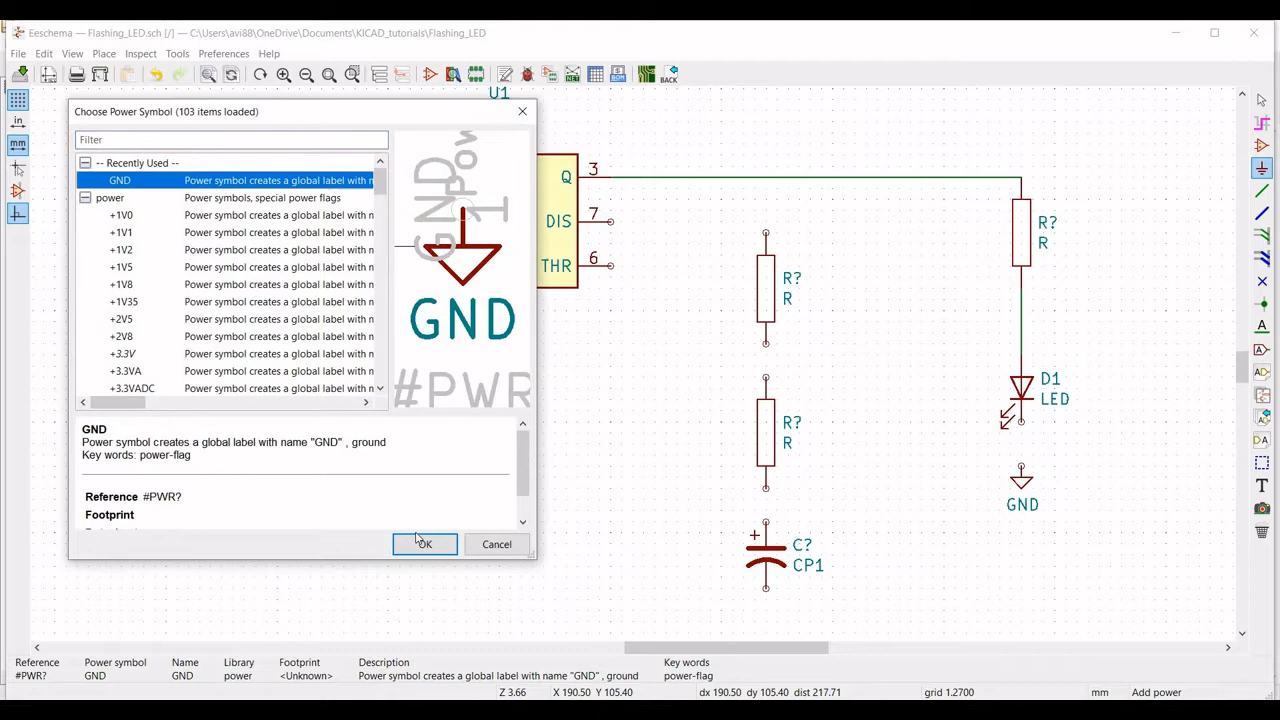 Eeschema — Flashing_LED.sch [/] — C:\Users\avi88\OneDrive\Documents\KICAD_tutorials\Flashing_LED
File Edit View Place Inspect Tools Preferences Help
BOM
BACK
U1
Choose Power Symbol (103 items loaded)
Filter
-- Recently Used --
GND Power symbol creates a global label with n
power Power symbols, special power flags
+1V0 Power symbol creates a global label with n
+1V1 Power symbol creates a global label with n
+1V2 Power symbol creates a global label with n
+1V5 Power symbol creates a global label with n
+1V8 Power symbol creates a global label with n
+1V35 Power symbol creates a global label with n
+2V5 Power symbol creates a global label with n
+2V8 Power symbol creates a global label with n
+3.3V Power symbol creates a global label with n
+3.3VA Power symbol creates a global label with n
+3.3VADC Power symbol creates a global label with n
GND
Pow
1
GND
#PWR
GND
Power symbol creates a global label with name "GND" , ground
Key words: power-flag
Reference #PWR?
Footprint
OK
Cancel
in
mm
Q 3
DIS 7
THR 6
R?
R
R?
R
R?
R
D1
LED
GND
+
C?
CP1
A
A
T
Reference Power symbol Name Library Footprint Description Key words
#PWR? GND GND power <Unknown> Power symbol creates a global label with name "GND" , ground power-flag
Z 3.66 X 190.50 Y 105.40 dx 190.50 dy 105.40 dist 217.71 grid 1.2700 mm Add power